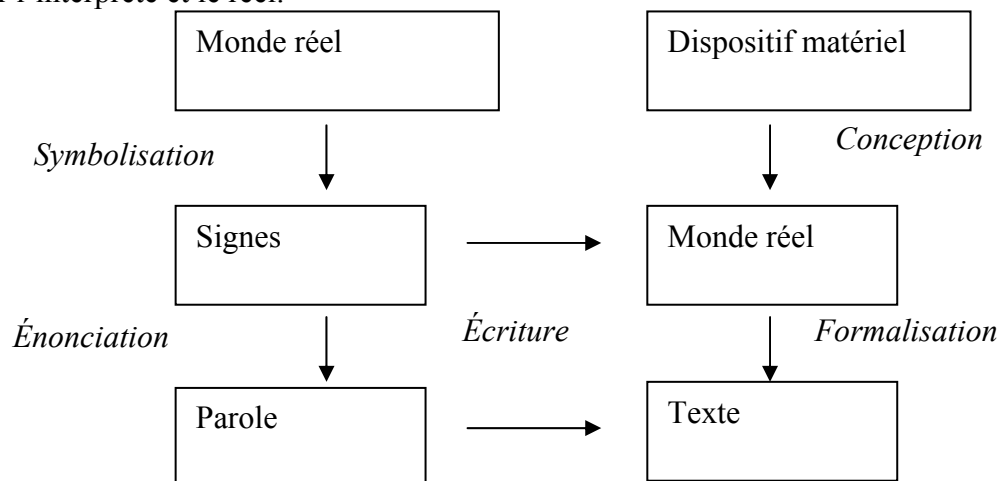 l'interprète et le réel.
Monde réel
Dispositif matériel
Symbolisation
Conception
Signes
Monde réel
Énonciation
Écriture
Formalisation
Parole
Texte